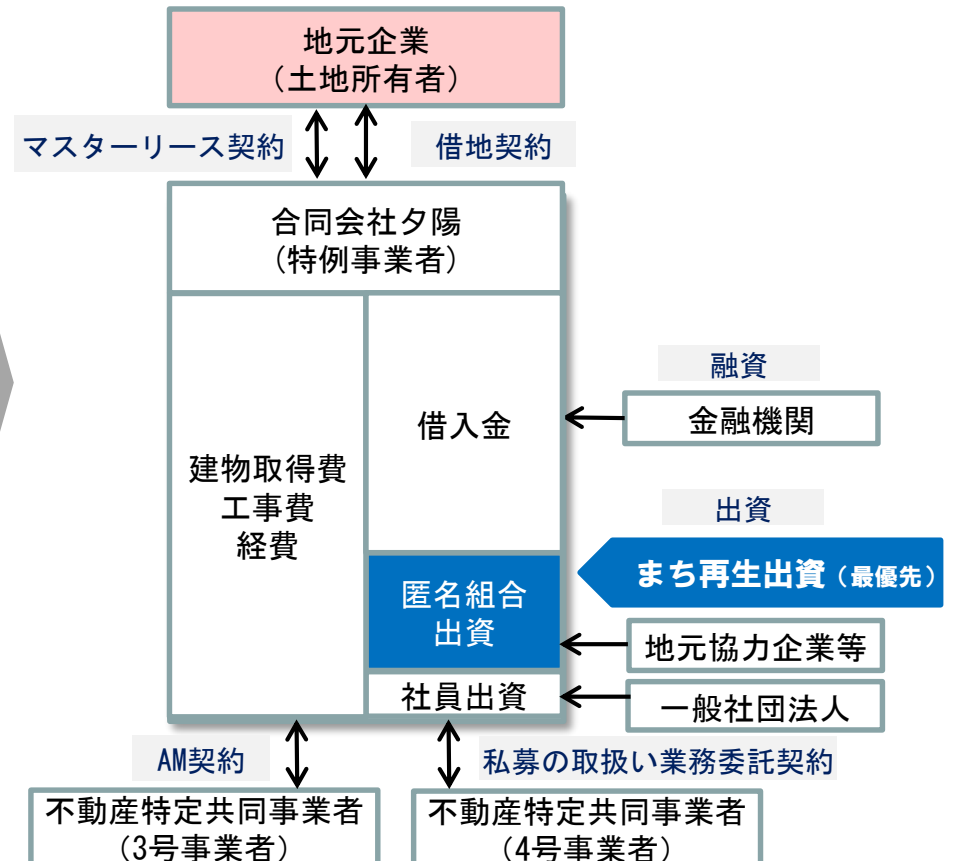 地元企業
（土地所有者）
マスターリース契約
借地契約
合同会社夕陽
（特例事業者）
建物取得費
工事費
経費
借入金
融資
金融機関
出資
まち再生出資（最優先）
匿名組合
出資
地元協力企業等
社員出資
一般社団法人
AM契約
私募の取扱い業務委託契約
不動産特定共同事業者
（3号事業者）
不動産特定共同事業者
（4号事業者）